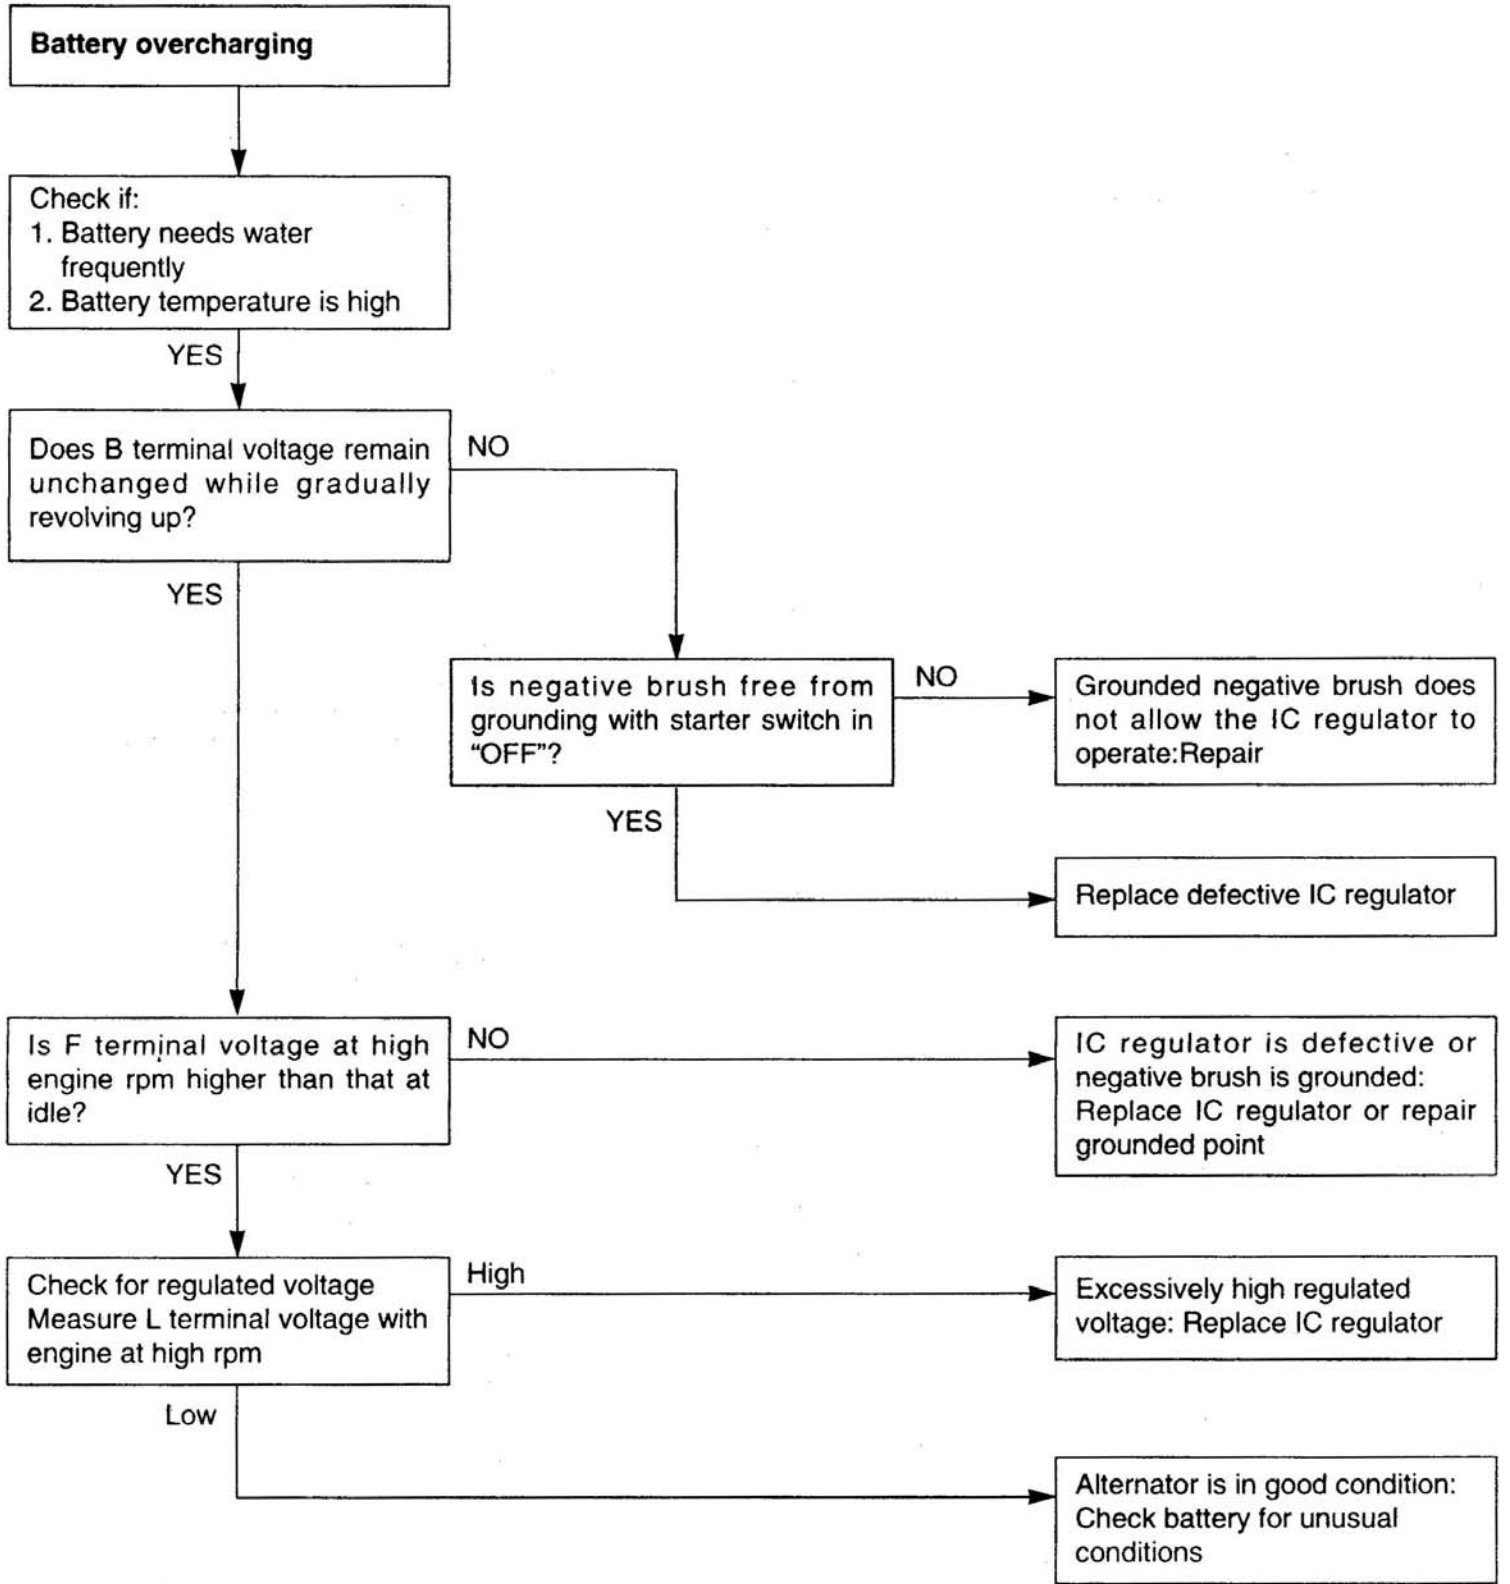 Battery overcharging
Check if:
1. Battery needs water
frequently
2. Battery temperature is high
YES
Does B terminal voltage remain
unchanged while gradually
revolving up?
NO
YES
Is negative brush free from
grounding with starter switch in
“OFF”?
NO
Grounded negative brush does
not allow the IC regulator to
operate:Repair
YES
Replace defective IC regulator
Is F terminal voltage at high
engine rpm higher than that at
idle?
NO
IC regulator is defective or
negative brush is grounded:
Replace IC regulator or repair
grounded point
YES
Check for regulated voltage
Measure L terminal voltage with
engine at high rpm
High
Excessively high regulated
voltage: Replace IC regulator
Low
Alternator is in good condition:
Check battery for unusual
conditions